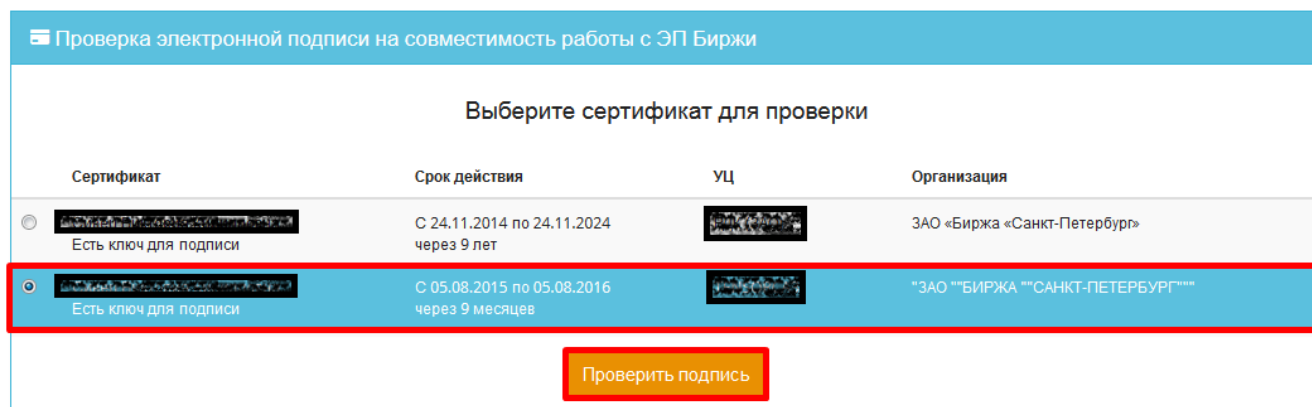 Проверка электронной подписи на совместимость работы с ЭП Биржи
Выберите сертификат для проверки
Сертификат Срок действия УЦ Организация
С 24.11.2014 по 24.11.2024 ЗАО «Биржа «Санкт-Петербург»
Есть ключ для подписи через 9 лет
С 05.08.2015 по 05.08.2016 "ЗАО ""БИРЖА ""САНКТ-ПЕТЕРБУРГ"""
Есть ключ для подписи через 9 месяцев
Проверить подпись